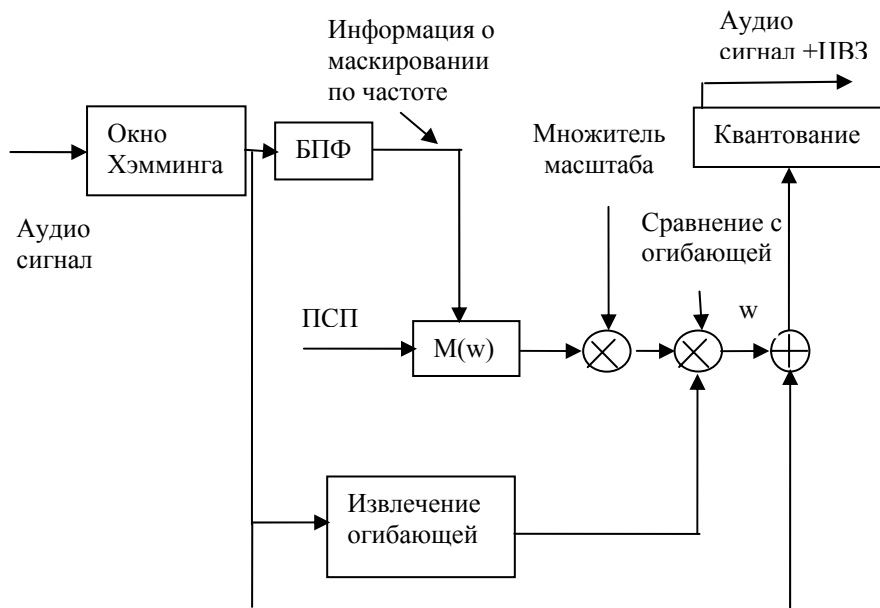 Информация о
маскировании
по частоте
Аудио
сигнал +ЦВЗ
Окно
Хэмминга
БПФ
Множитель
масштаба
Квантование
Аудио
сигнал
Сравнение с
огибающей
ПСП
M(w)
w
Извлечение
огибающей